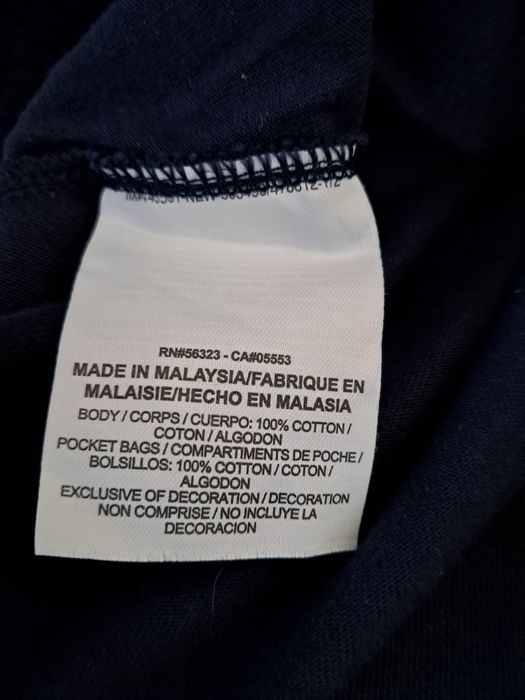 RN#56323 - CA#05553
MADE IN MALAYSIA/FABRIQUE EN
MALAISIE/HECHO EN MALASIA
BODY / CORPS / CUERPO: 100% COTTON /
COTON / ALGODON
POCKET BAGS / COMPARTIMENTS DE POCHE /
BOLSILLOS: 100% COTTON / COTON /
ALGODON
EXCLUSIVE OF DECORATION / DECORATION
NON COMPRISE / NO INCLUYE LA
DECORACION